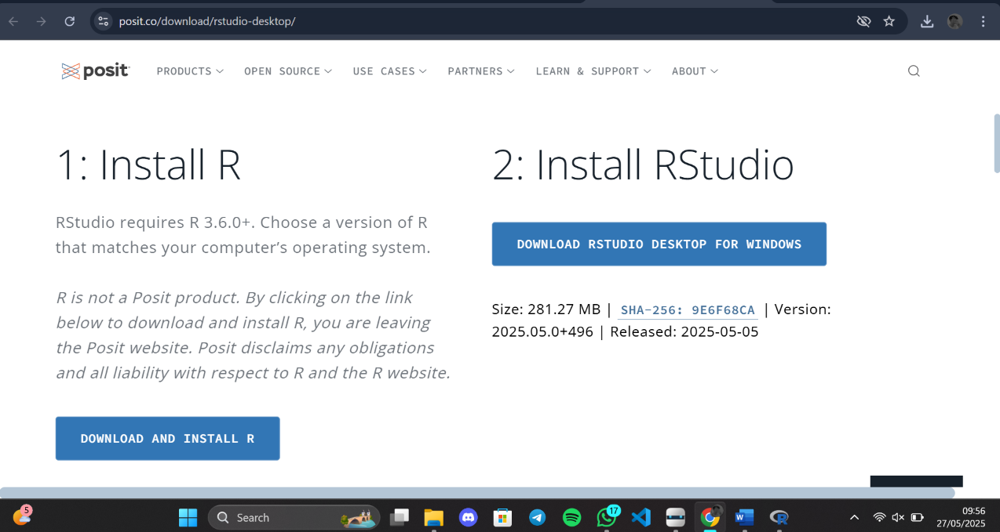 posit.co/download/rstudio-desktop/
posit
PRODUCTS OPEN SOURCE USE CASES PARTNERS LEARN & SUPPORT ABOUT
1: Install R
RStudio requires R 3.6.0+. Choose a version of R
that matches your computer’s operating system.
R is not a Posit product. By clicking on the link
below to download and install R, you are leaving
the Posit website. Posit disclaims any obligations
and all liability with respect to R and the R website.
DOWNLOAD AND INSTALL R
2: Install RStudio
DOWNLOAD RSTUDIO DESKTOP FOR WINDOWS
Size: 281.27 MB | SHA-256: 9E6F68CA | Version:
2025.05.0+496 | Released: 2025-05-05
5
Search
17
W
R
09:56
27/05/2025